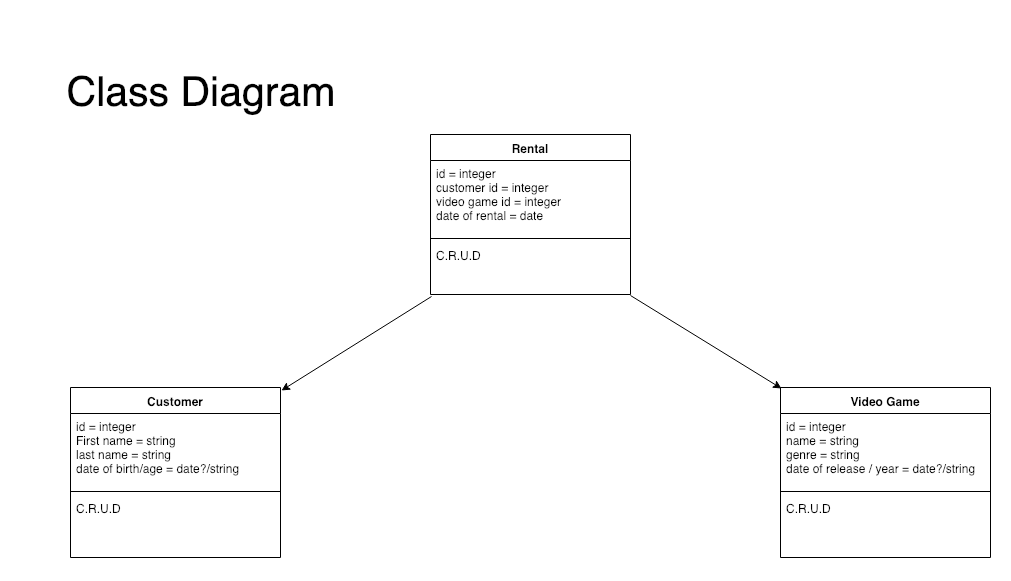 Class Diagram
Rental
id = integer
customer id = integer
video game id = integer
date of rental = date
C.R.U.D
Customer
id = integer
First name = string
last name = string
date of birth/age = date?/string
C.R.U.D
Video Game
id = integer
name = string
genre = string
date of release / year = date?/string
C.R.U.D